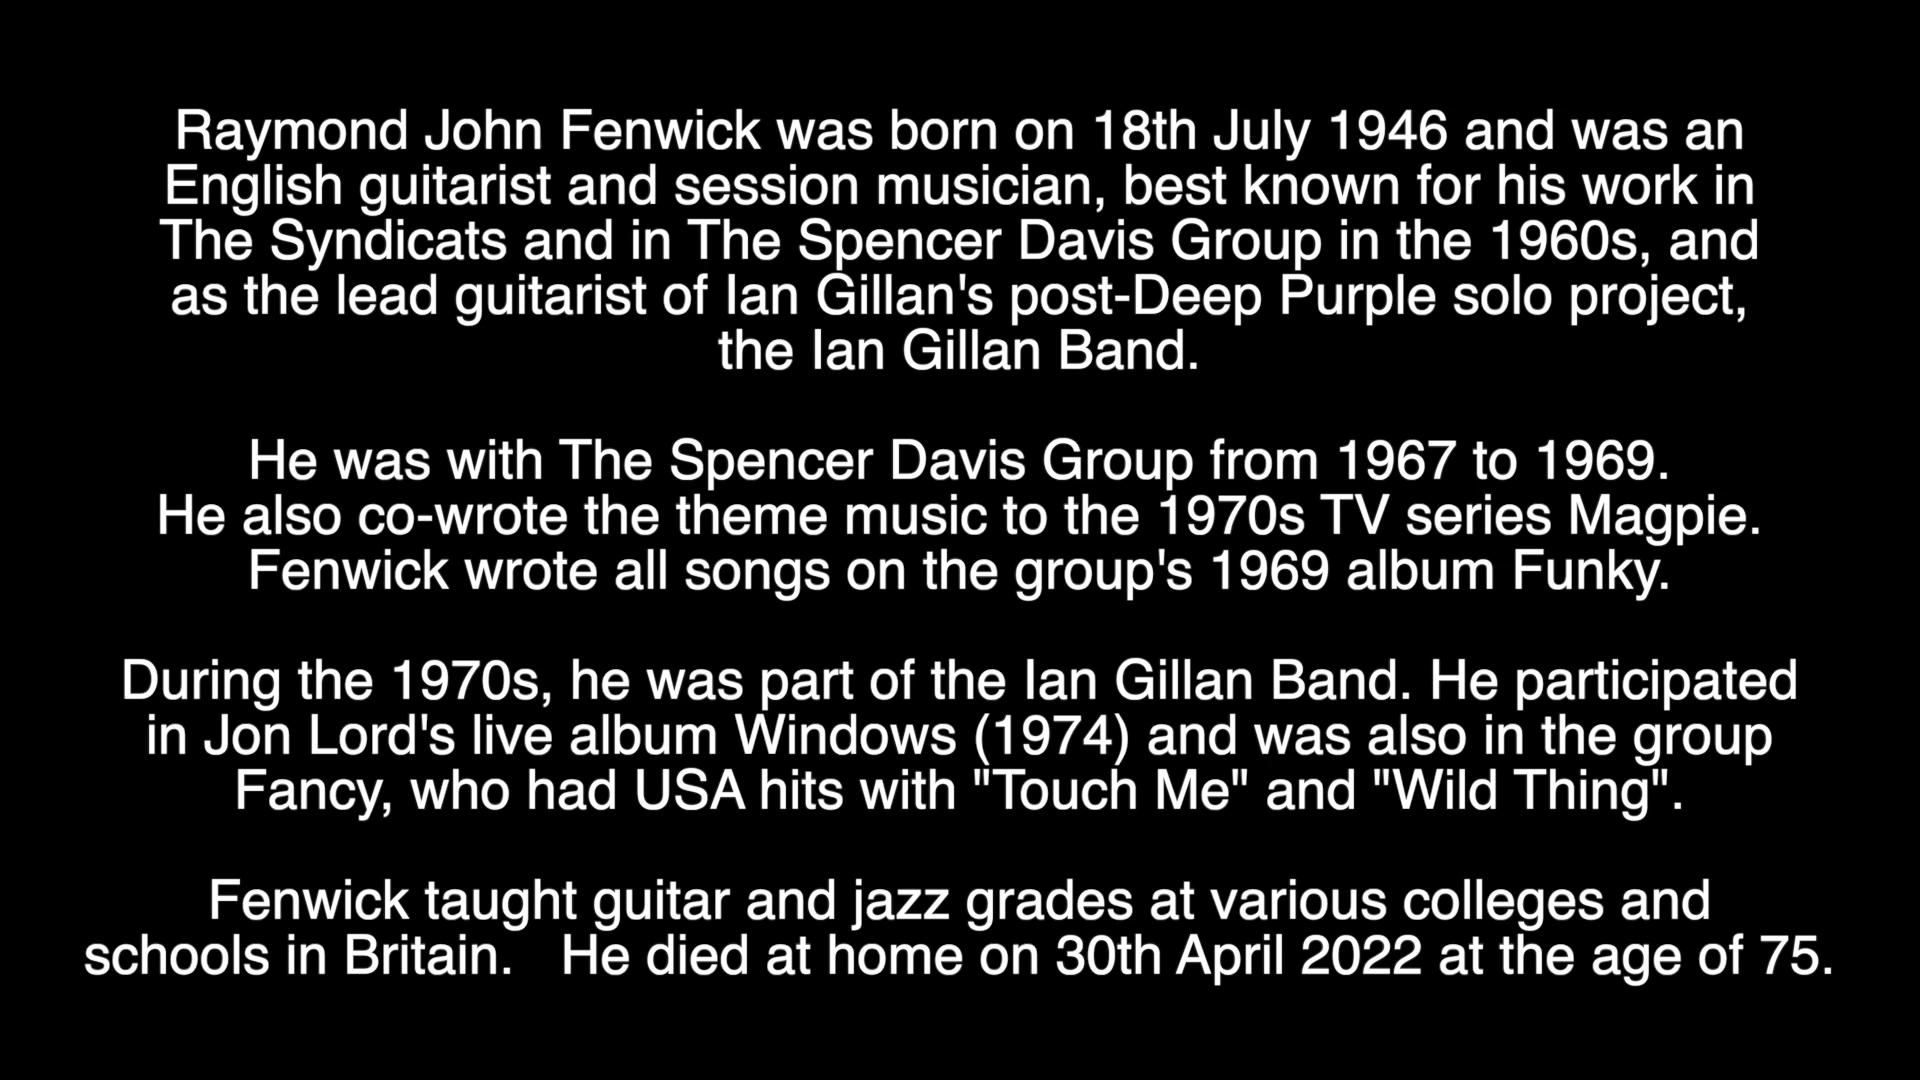 Raymond John Fenwick was born on 18th July 1946 and was an
English guitarist and session musician, best known for his work in
The Syndicats and in The Spencer Davis Group in the 1960s, and
as the lead guitarist of Ian Gillan's post-Deep Purple solo project,
the Ian Gillan Band.
He was with The Spencer Davis Group from 1967 to 1969.
He also co-wrote the theme music to the 1970s TV series Magpie.
Fenwick wrote all songs on the group's 1969 album Funky.
During the 1970s, he was part of the Ian Gillan Band. He participated
in Jon Lord's live album Windows (1974) and was also in the group
Fancy, who had USA hits with "Touch Me" and "Wild Thing".
Fenwick taught guitar and jazz grades at various colleges and
schools in Britain.   He died at home on 30th April 2022 at the age of 75.